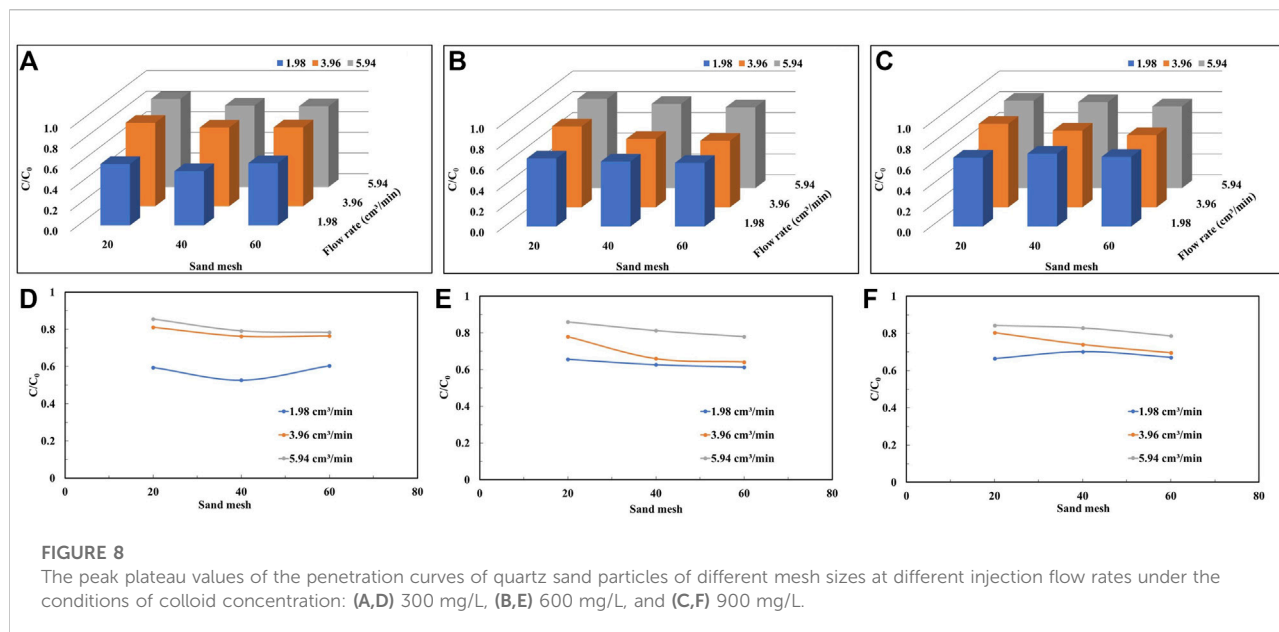 A
1.98 3.96 5.94
1.0
0.8
0.6
0.4
0.2
0.0
C/C₀
20
40
60
Sand mesh
1.98
3.96
5.94
Flow rate (cm³/min)
B
1.98 3.96 5.94
1.0
0.8
0.6
0.4
0.2
0.0
C/C₀
20
40
60
Sand mesh
1.98
3.96
5.94
Flow rate (cm³/min)
C
1.98 3.96 5.94
1.0
0.8
0.6
0.4
0.2
0.0
C/C₀
20
40
60
Sand mesh
1.98
3.96
5.94
Flow rate (cm³/min)
D
1
0.8
0.6
0.4
0.2
0
C/C₀
1.98 cm³/min
3.96 cm³/min
5.94 cm³/min
0 20 40 60 80
Sand mesh
E
1
0.8
0.6
0.4
0.2
0
C/C₀
1.98 cm³/min
3.96 cm³/min
5.94 cm³/min
0 20 40 60 80
Sand mesh
F
1
0.8
0.6
0.4
0.2
0
C/C₀
1.98 cm³/min
3.96 cm³/min
5.94 cm³/min
0 20 40 60 80
Sand mesh
FIGURE 8
The peak plateau values of the penetration curves of quartz sand particles of different mesh sizes at different injection flow rates under the
conditions of colloid concentration: (A,D) 300 mg/L, (B,E) 600 mg/L, and (C,F) 900 mg/L.